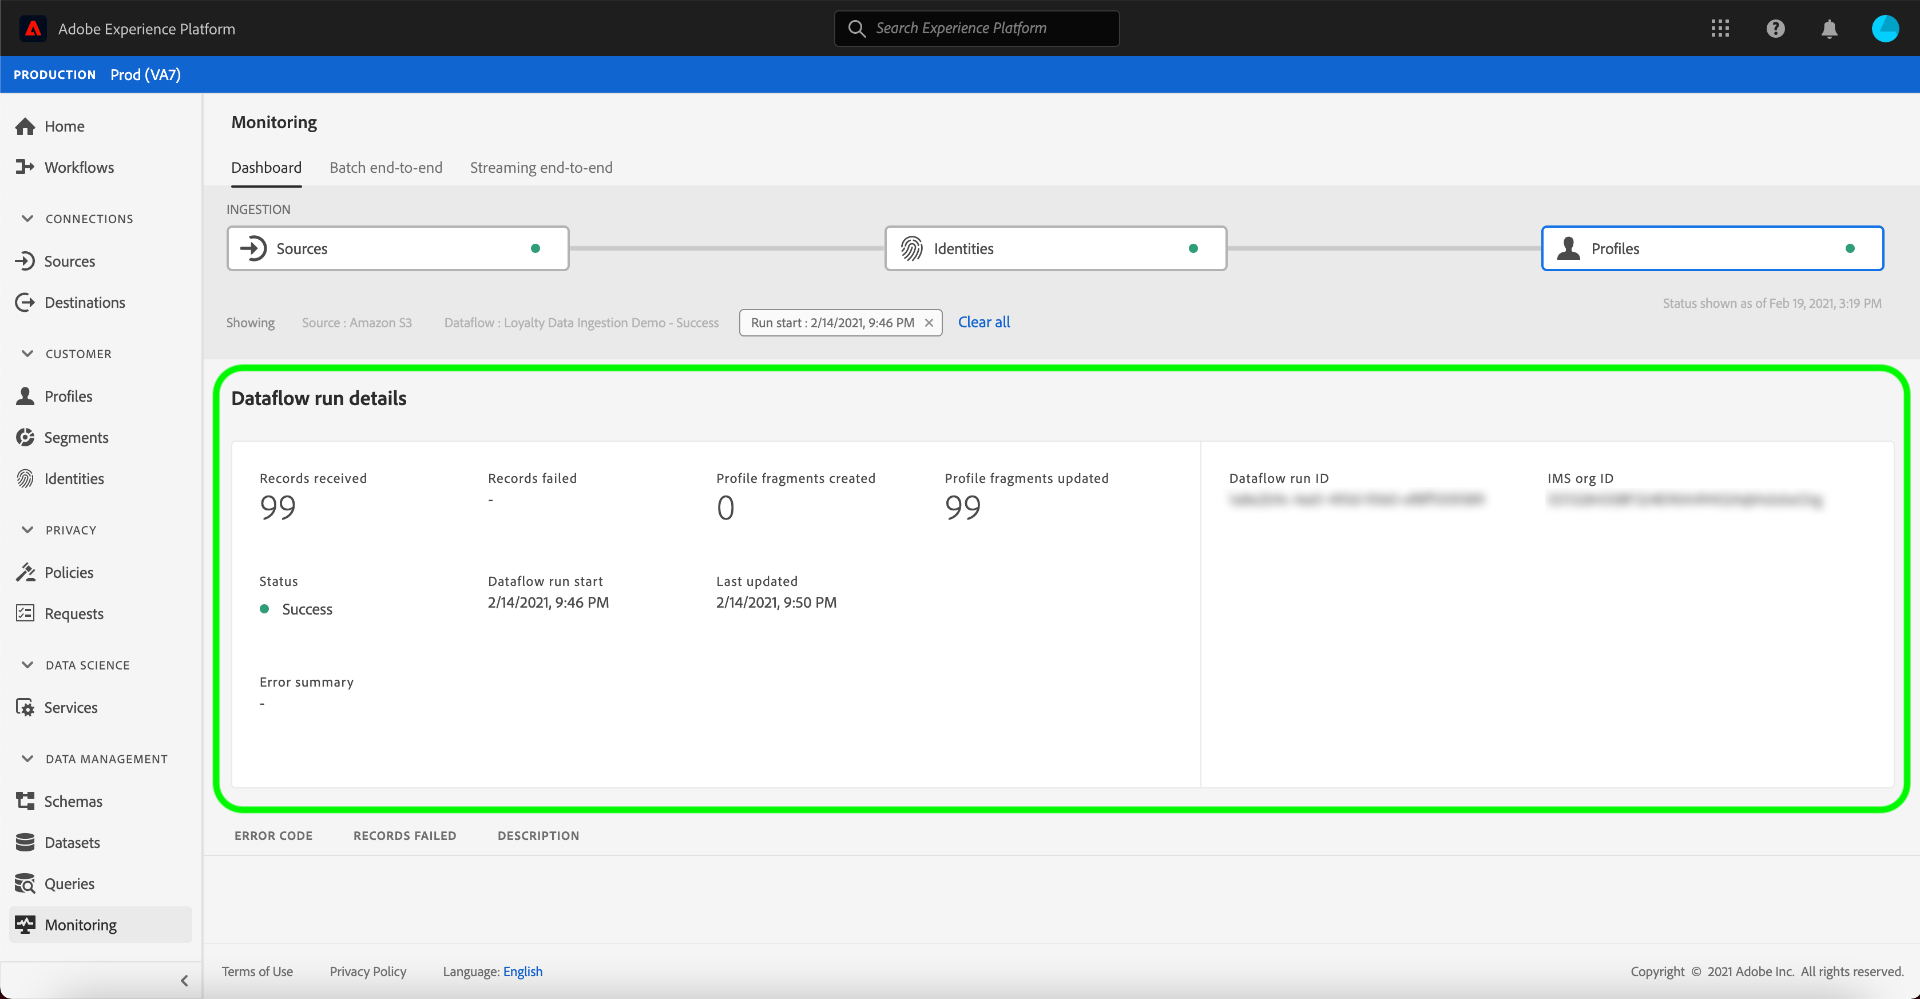 Adobe Experience Platform
Search Experience Platform
PRODUCTION Prod (VA7)
Home
Workflows
CONNECTIONS
Sources
Destinations
CUSTOMER
Profiles
Segments
Identities
PRIVACY
Policies
Requests
DATA SCIENCE
Services
DATA MANAGEMENT
Schemas
Datasets
Queries
Monitoring
Monitoring
Dashboard Batch end-to-end Streaming end-to-end
INGESTION
Sources Identities Profiles
Status shown as of Feb 19, 2021, 3:19 PM
Showing Source : Amazon S3 Dataflow : Loyalty Data Ingestion Demo - Success Run start : 2/14/2021, 9:46 PM × Clear all
Dataflow run details
Records received Records failed Profile fragments created Profile fragments updated Dataflow run ID IMS org ID
99 - 0 99
Status Dataflow run start Last updated
Success 2/14/2021, 9:46 PM 2/14/2021, 9:50 PM
Error summary
-
ERROR CODE RECORDS FAILED DESCRIPTION
Terms of Use Privacy Policy Language: English Copyright © 2021 Adobe Inc. All rights reserved.